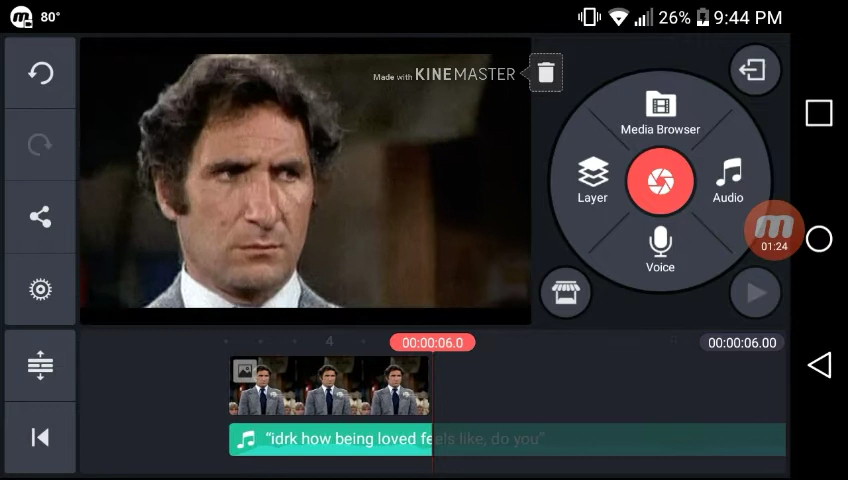 80°
26% 9:44 PM
Made with KINEMASTER
Media Browser
Layer
Audio
Voice
01:24
4
00:00:06.0
00:00:06.00
"idrk how being loved feels like, do you"